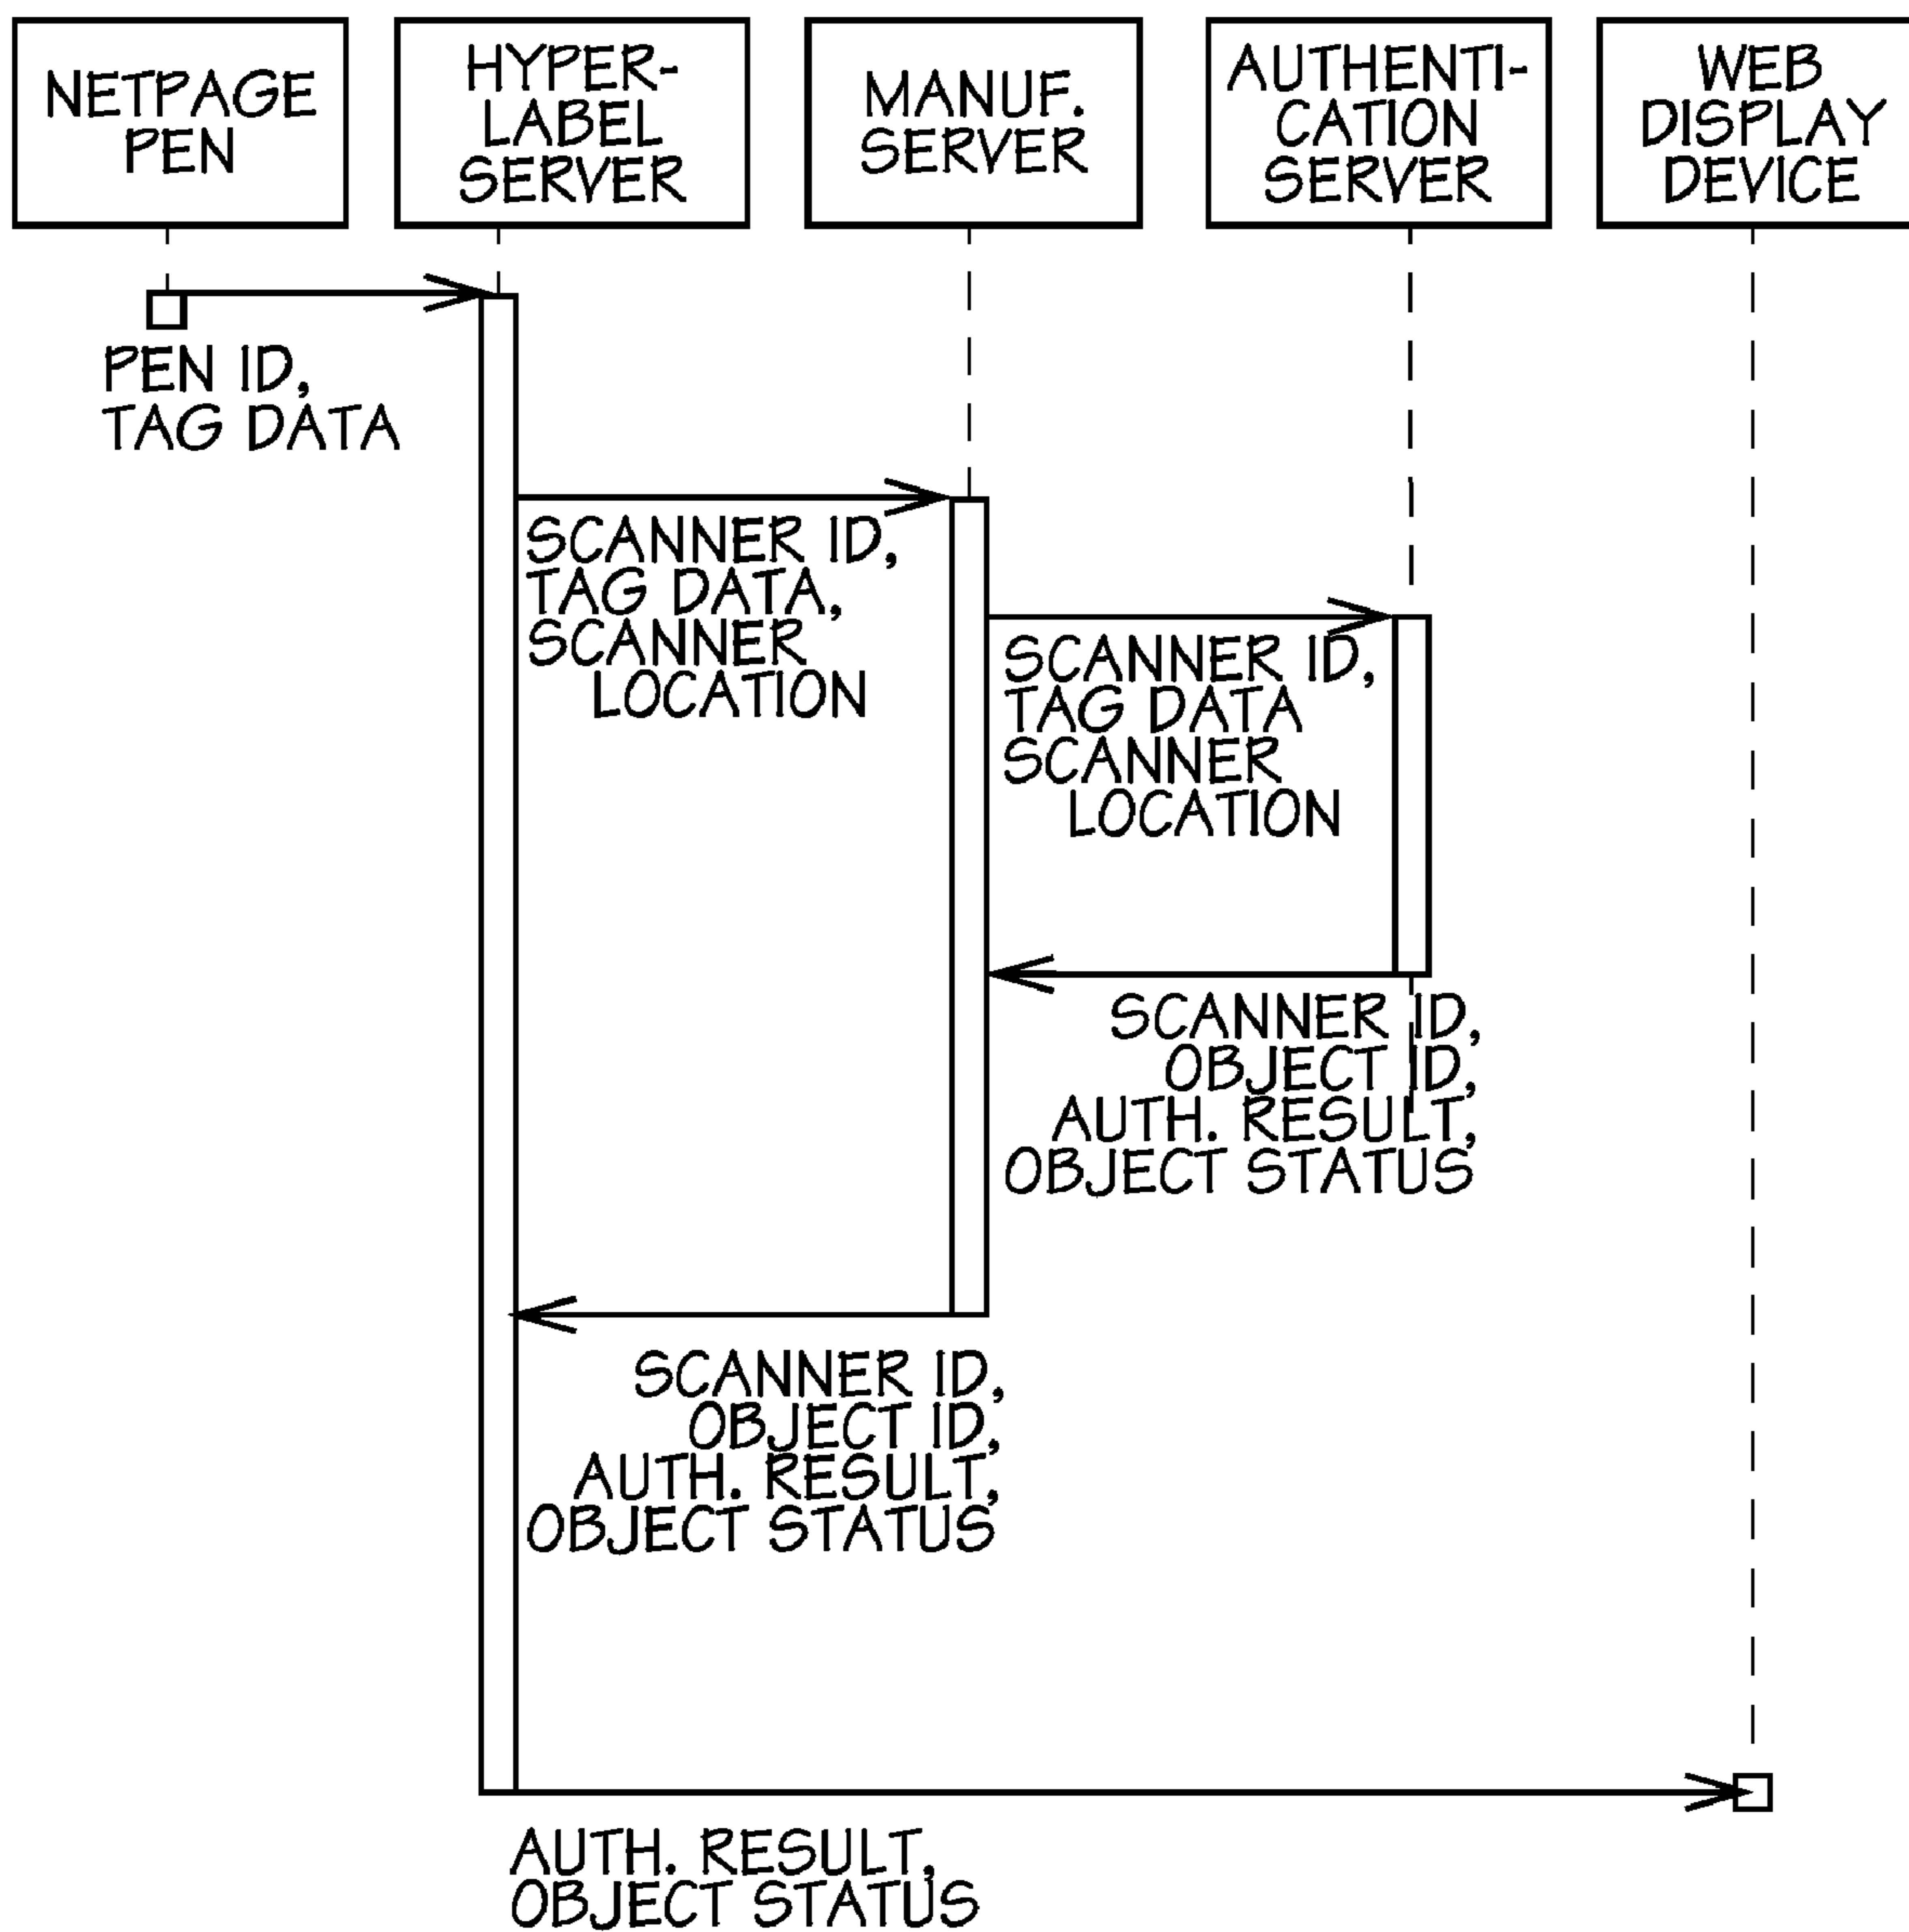 NETPAGE
PEN
HYPER-
LABEL
SERVER
MANUF.
SERVER
AUTHENTI-
CATION
SERVER
WEB
DISPLAY
DEVICE
PEN ID,
TAG DATA
SCANNER ID,
TAG DATA,
SCANNER
LOCATION
SCANNER ID,
TAG DATA
SCANNER
LOCATION
SCANNER ID,
OBJECT ID,
AUTH. RESULT,
OBJECT STATUS
SCANNER ID,
OBJECT ID,
AUTH. RESULT,
OBJECT STATUS
AUTH. RESULT,
OBJECT STATUS